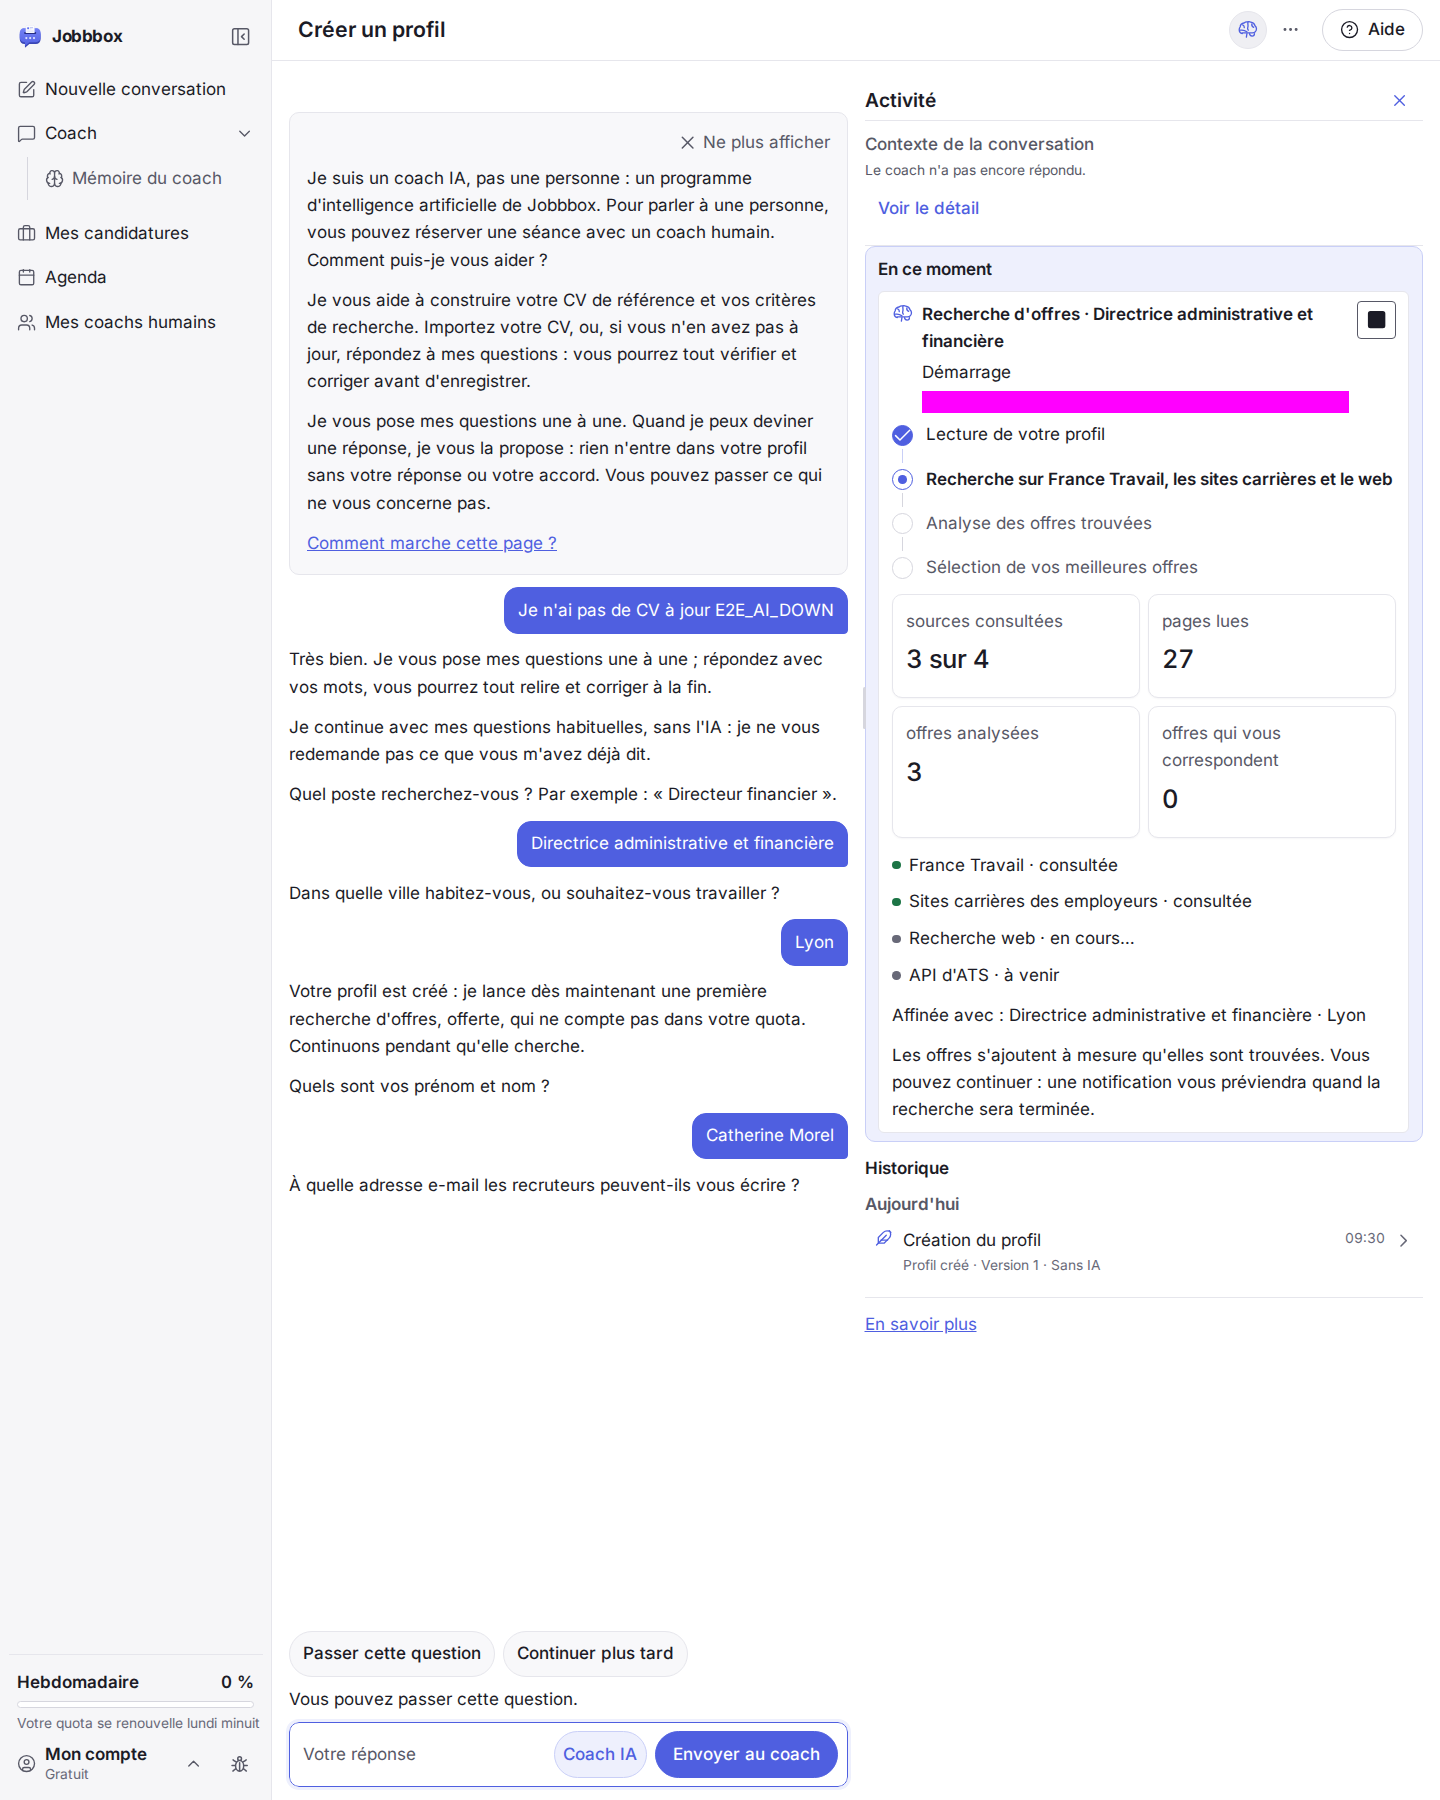 Jobbbox
Nouvelle conversation
Coach
Mémoire du coach
Mes candidatures
Agenda
Mes coachs humains
Hebdomadaire
0 %
Votre quota se renouvelle lundi minuit
Mon compte
Gratuit
Créer un profil
Aide
Ne plus afficher
Je suis un coach IA, pas une personne : un programme
d'intelligence artificielle de Jobbbox. Pour parler à une personne,
vous pouvez réserver une séance avec un coach humain.
Comment puis-je vous aider ?
Je vous aide à construire votre CV de référence et vos critères
de recherche. Importez votre CV, ou, si vous n'en avez pas à
jour, répondez à mes questions : vous pourrez tout vérifier et
corriger avant d'enregistrer.
Je vous pose mes questions une à une. Quand je peux deviner
une réponse, je vous la propose : rien n'entre dans votre profil
sans votre réponse ou votre accord. Vous pouvez passer ce qui
ne vous concerne pas.
Comment marche cette page ?
Je n'ai pas de CV à jour E2E_AI_DOWN
Très bien. Je vous pose mes questions une à une ; répondez avec
vos mots, vous pourrez tout relire et corriger à la fin.
Je continue avec mes questions habituelles, sans l'IA : je ne vous
redemande pas ce que vous m'avez déjà dit.
Quel poste recherchez-vous ? Par exemple : « Directeur financier ».
Directrice administrative et financière
Dans quelle ville habitez-vous, ou souhaitez-vous travailler ?
Lyon
Votre profil est créé : je lance dès maintenant une première
recherche d'offres, offerte, qui ne compte pas dans votre quota.
Continuons pendant qu'elle cherche.
Quels sont vos prénom et nom ?
Catherine Morel
À quelle adresse e-mail les recruteurs peuvent-ils vous écrire ?
Passer cette question
Continuer plus tard
Vous pouvez passer cette question.
Votre réponse
Coach IA
Envoyer au coach
Activité
Contexte de la conversation
Le coach n'a pas encore répondu.
Voir le détail
En ce moment
Recherche d'offres · Directrice administrative et
financière
Démarrage
Lecture de votre profil
Recherche sur France Travail, les sites carrières et le web
Analyse des offres trouvées
Sélection de vos meilleures offres
sources consultées
3 sur 4
pages lues
27
offres analysées
3
offres qui vous
correspondent
0
France Travail · consultée
Sites carrières des employeurs · consultée
Recherche web · en cours…
API d'ATS · à venir
Affinée avec : Directrice administrative et financière · Lyon
Les offres s'ajoutent à mesure qu'elles sont trouvées. Vous
pouvez continuer : une notification vous préviendra quand la
recherche sera terminée.
Historique
Aujourd'hui
Création du profil
09:30
Profil créé · Version 1 · Sans IA
En savoir plus